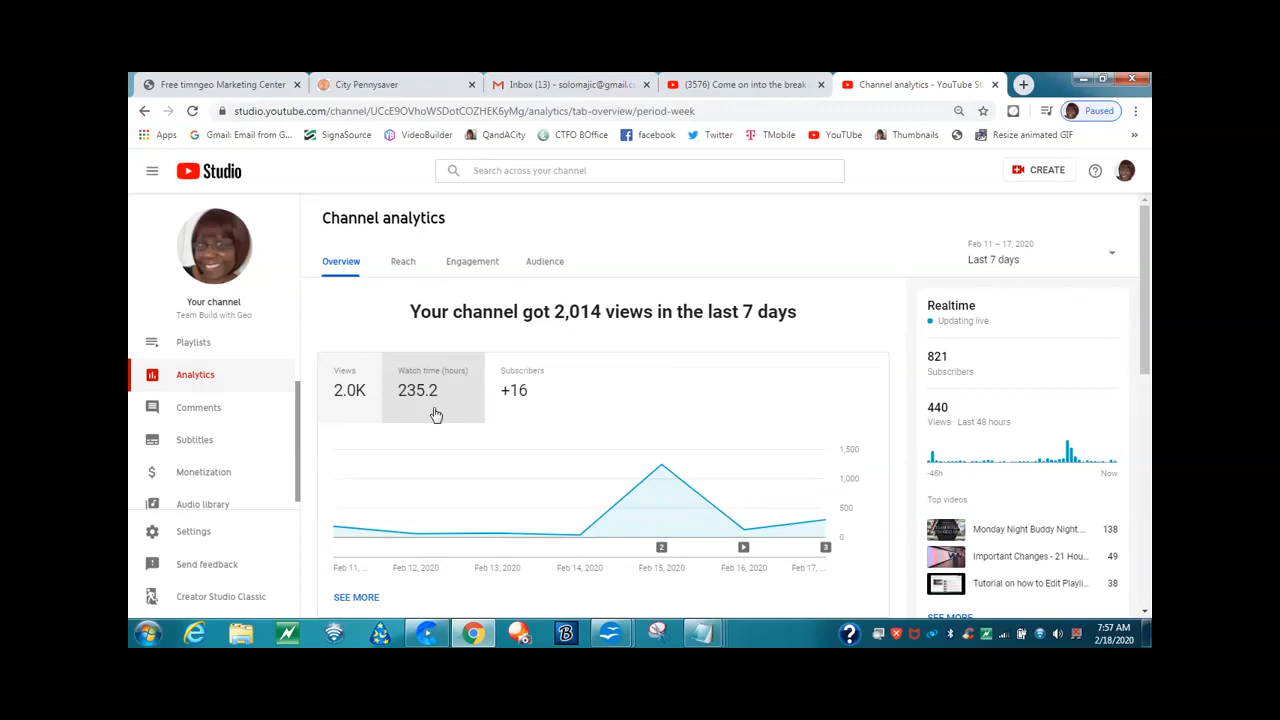 Free timngeo Marketing Center
City Pennysaver
Inbox (13) - solomajic@gmail.c
(3576) Come on into the break
Channel analytics - YouTube St
studio.youtube.com/channel/UCcE9OVhoWSDotCOZHEK6yMg/analytics/tab-overview/period-week
Paused
Apps
Gmail: Email from G...
SignaSource
VideoBuilder
QandACity
CTFO BOffice
facebook
Twitter
TMobile
YOUTube
Thumbnails
Resize animated GIF
»
Studio
Search across your channel
CREATE
Your channel
Team Build with Geo
Playlists
Analytics
Comments
Subtitles
Monetization
Audio library
Settings
Send feedback
Creator Studio Classic
Channel analytics
Overview
Reach
Engagement
Audience
Feb 11 – 17, 2020
Last 7 days
Your channel got 2,014 views in the last 7 days
Views
2.0K
Watch time (hours)
235.2
Subscribers
+16
1,500
1,000
500
0
2
3
Feb 11, ...
Feb 12, 2020
Feb 13, 2020
Feb 14, 2020
Feb 15, 2020
Feb 16, 2020
Feb 17, ...
SEE MORE
Realtime
Updating live
821
Subscribers
440
Views · Last 48 hours
-48h
Now
Top videos
Monday Night Buddy Night...
138
Important Changes - 21 Hou...
49
Tutorial on how to Edit Playli...
38
SEE MORE
7:57 AM
2/18/2020